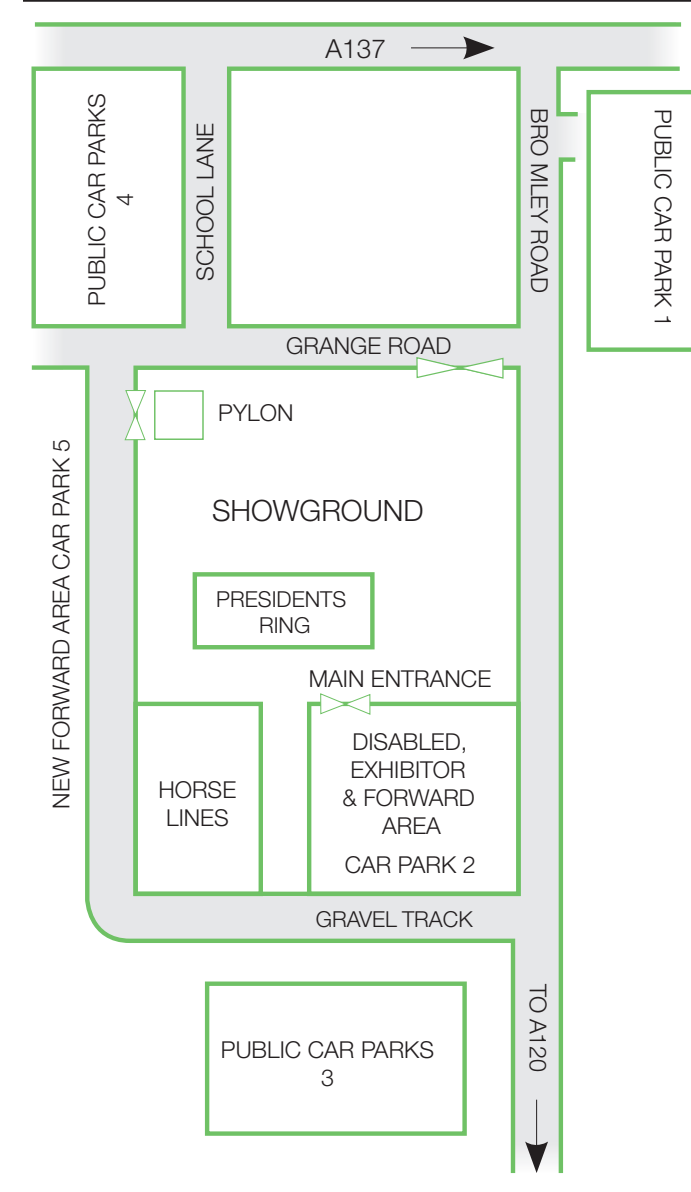 A137
PUBLIC CAR PARKS
4
SCHOOL LANE
BRO MLEY ROAD
PUBLIC CAR PARK 1
GRANGE ROAD
PYLON
NEW FORWARD AREA CAR PARK 5
SHOWGROUND
PRESIDENTS
RING
MAIN ENTRANCE
HORSE
LINES
DISABLED,
EXHIBITOR
& FORWARD
AREA
CAR PARK 2
GRAVEL TRACK
PUBLIC CAR PARKS
3
TO A120